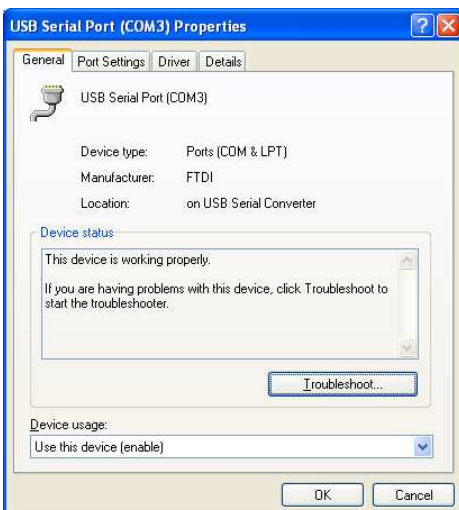 USB Serial Port (COM3) Properties
General Port Settings Driver Details
USB Serial Port (COM3)
Device type: Ports (COM & LPT)
Manufacturer: FTDI
Location: on USB Serial Converter
Device status
This device is working properly.
If you are having problems with this device, click Troubleshoot to
start the troubleshooter.
Troubleshoot...
Device usage:
Use this device (enable)
OK Cancel